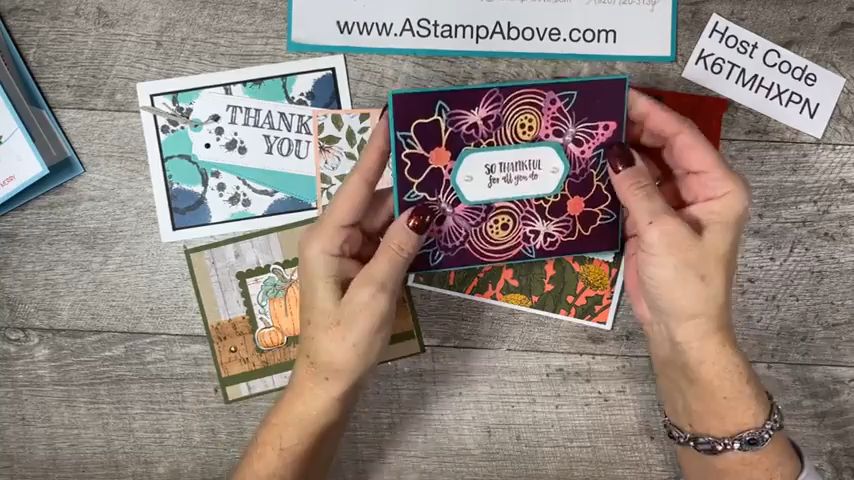 www.AStampAbove.com
Host Code
K6TMHXPN
THANK
YOU
SO THANKFUL
for all you do